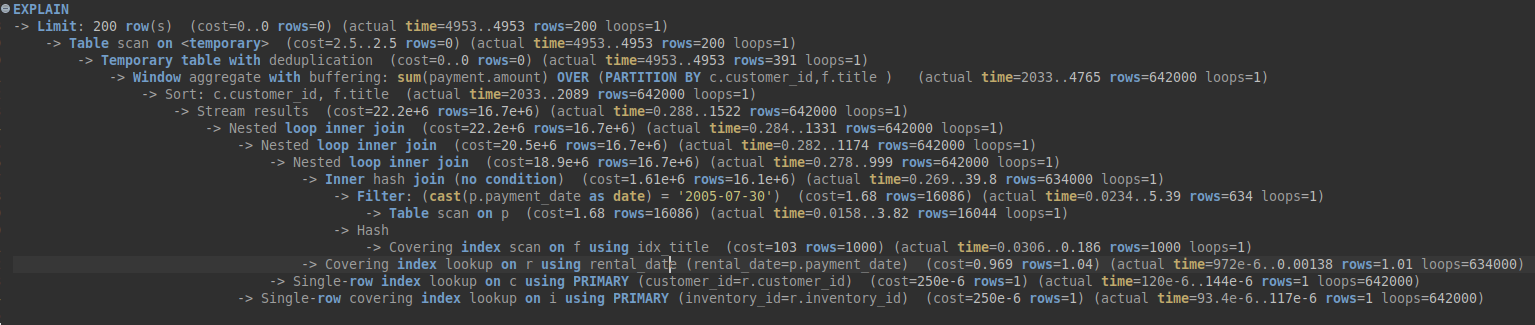 EXPLAIN
-> Limit: 200 row(s)  (cost=0..0 rows=0) (actual time=4953..4953 rows=200 loops=1)
    -> Table scan on <temporary>  (cost=2.5..2.5 rows=0) (actual time=4953..4953 rows=200 loops=1)
        -> Temporary table with deduplication  (cost=0..0 rows=0) (actual time=4953..4953 rows=391 loops=1)
            -> Window aggregate with buffering: sum(payment.amount) OVER (PARTITION BY c.customer_id,f.title )   (actual time=2033..4765 rows=642000 loops=1)
                -> Sort: c.customer_id, f.title  (actual time=2033..2089 rows=642000 loops=1)
                    -> Stream results  (cost=22.2e+6 rows=16.7e+6) (actual time=0.288..1522 rows=642000 loops=1)
                        -> Nested loop inner join  (cost=22.2e+6 rows=16.7e+6) (actual time=0.284..1331 rows=642000 loops=1)
                            -> Nested loop inner join  (cost=20.5e+6 rows=16.7e+6) (actual time=0.282..1174 rows=642000 loops=1)
                                -> Nested loop inner join  (cost=18.9e+6 rows=16.7e+6) (actual time=0.278..999 rows=642000 loops=1)
                                    -> Inner hash join (no condition)  (cost=1.61e+6 rows=16.1e+6) (actual time=0.269..39.8 rows=634000 loops=1)
                                        -> Filter: (cast(p.payment_date as date) = '2005-07-30')  (cost=1.68 rows=16086) (actual time=0.0234..5.39 rows=634 loops=1)
                                            -> Table scan on p  (cost=1.68 rows=16086) (actual time=0.0158..3.82 rows=16044 loops=1)
                                        -> Hash
                                            -> Covering index scan on f using idx_title  (cost=103 rows=1000) (actual time=0.0306..0.186 rows=1000 loops=1)
                                    -> Covering index lookup on r using rental_date (rental_date=p.payment_date)  (cost=0.969 rows=1.04) (actual time=972e-6..0.00138 rows=1.01 loops=634000)
                                -> Single-row index lookup on c using PRIMARY (customer_id=r.customer_id)  (cost=250e-6 rows=1) (actual time=120e-6..144e-6 rows=1 loops=642000)
                            -> Single-row covering index lookup on i using PRIMARY (inventory_id=r.inventory_id)  (cost=250e-6 rows=1) (actual time=93.4e-6..117e-6 rows=1 loops=642000)